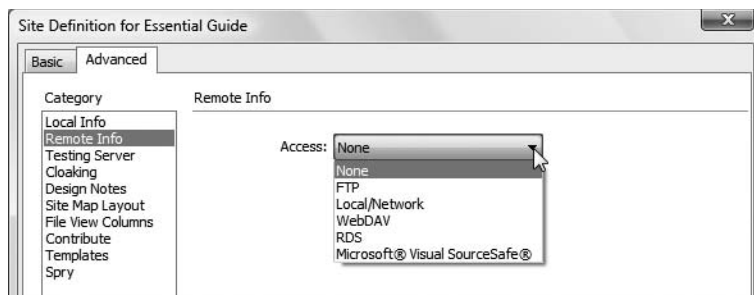 Site Definition for Essential Guide
Basic
Advanced
Category
Local Info
Remote Info
Testing Server
Cloaking
Design Notes
Site Map Layout
File View Columns
Contribute
Templates
Spry
Remote Info
Access: None
None
FTP
Local/Network
WebDAV
RDS
Microsoft® Visual SourceSafe®